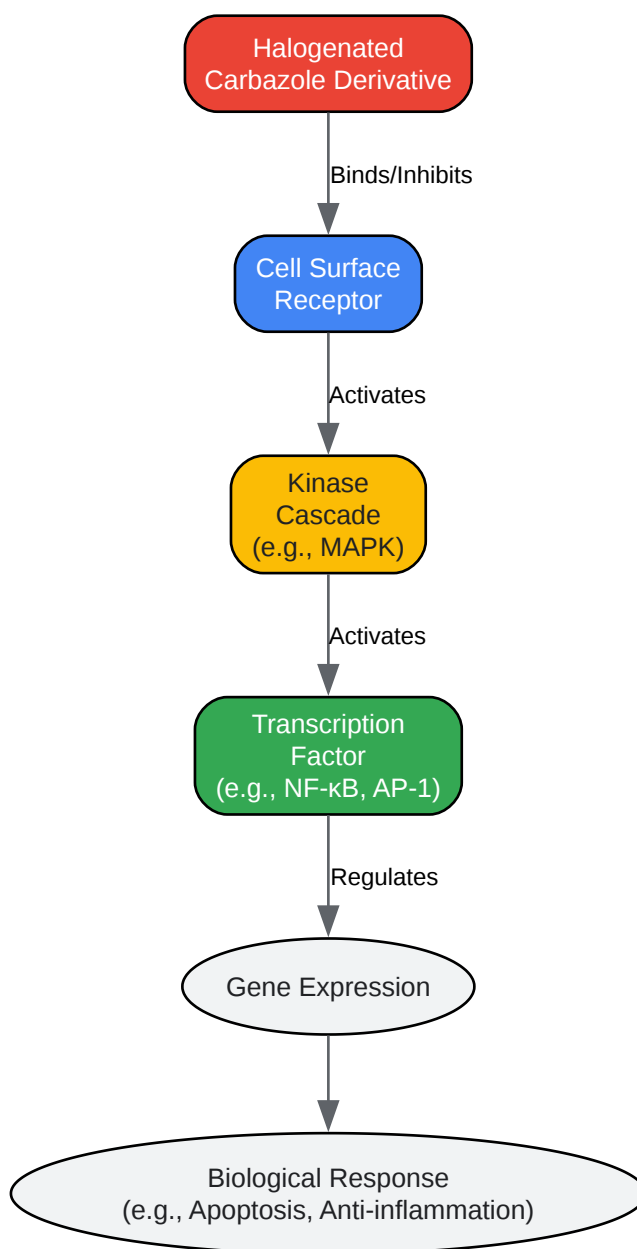 Halogenated
Carbazole Derivative
Binds/Inhibits
Cell Surface
Receptor
Activates
Kinase
Cascade
(e.g., MAPK)
Activates
Transcription
Factor
(e.g., NF-κB, AP-1)
Regulates
Gene Expression
Biological Response
(e.g., Apoptosis, Anti-inflammation)